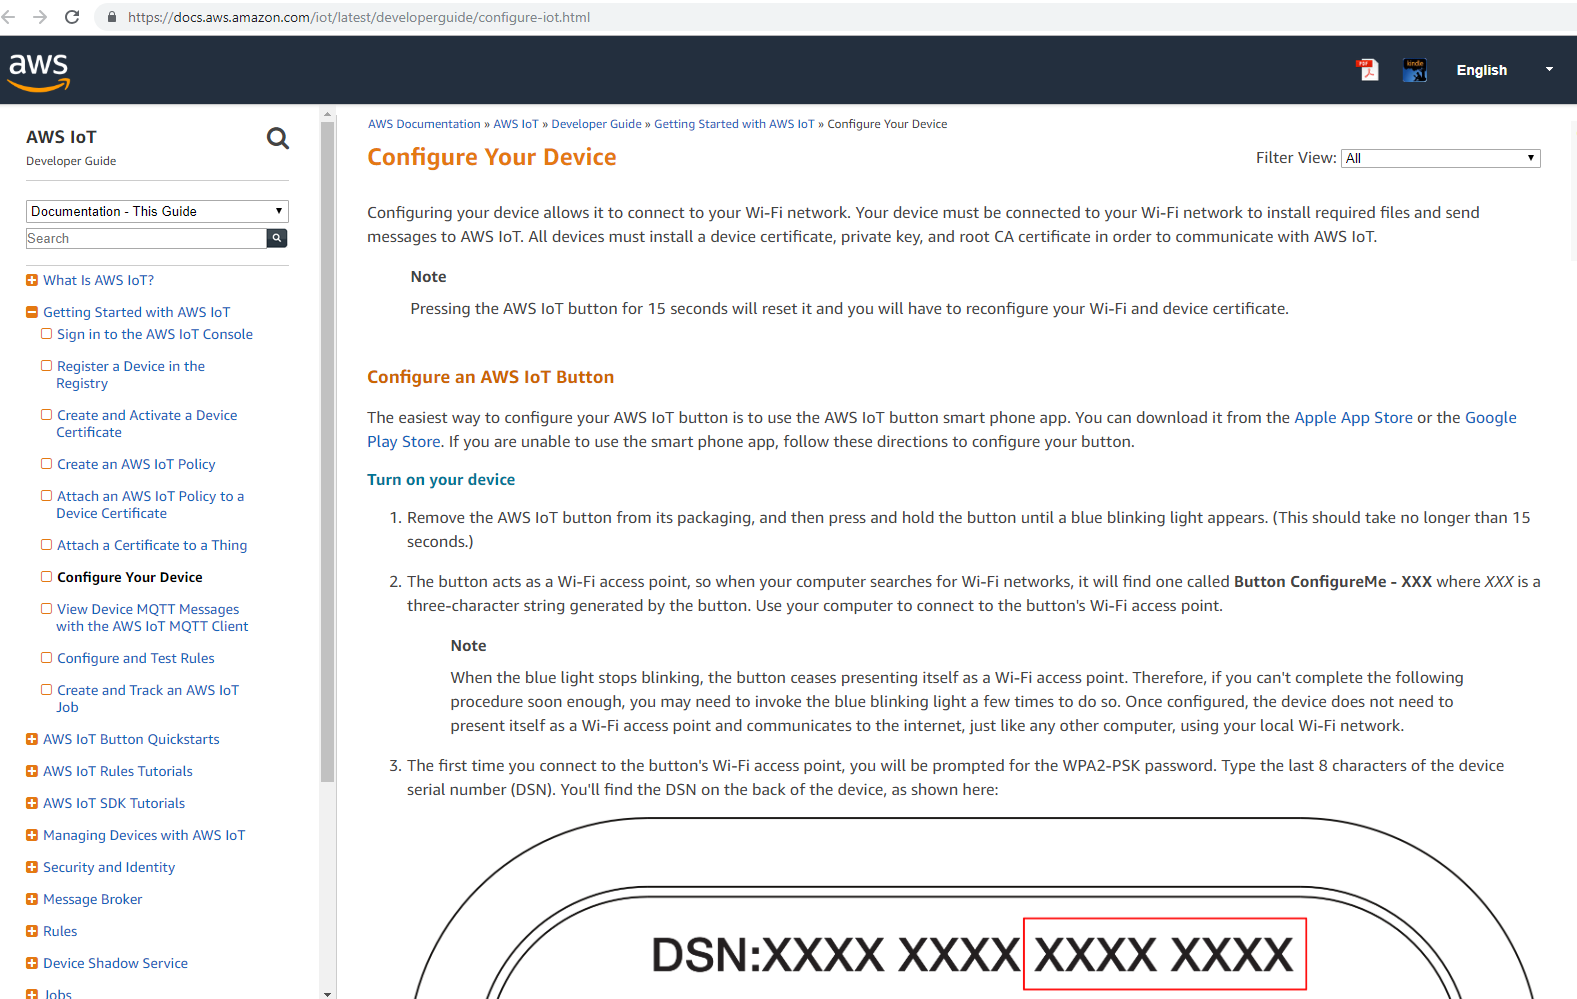 https://docs.aws.amazon.com/iot/latest/developerguide/configure-iot.html
aws
PDF
kindle
English
AWS IoT
Developer Guide
Documentation - This Guide
Search
What Is AWS IoT?
Getting Started with AWS IoT
Sign in to the AWS IoT Console
Register a Device in the
Registry
Create and Activate a Device
Certificate
Create an AWS IoT Policy
Attach an AWS IoT Policy to a
Device Certificate
Attach a Certificate to a Thing
Configure Your Device
View Device MQTT Messages
with the AWS IoT MQTT Client
Configure and Test Rules
Create and Track an AWS IoT
Job
AWS IoT Button Quickstarts
AWS IoT Rules Tutorials
AWS IoT SDK Tutorials
Managing Devices with AWS IoT
Security and Identity
Message Broker
Rules
Device Shadow Service
Jobs
AWS Documentation » AWS IoT » Developer Guide » Getting Started with AWS IoT » Configure Your Device
Configure Your Device
Filter View: All
Configuring your device allows it to connect to your Wi-Fi network. Your device must be connected to your Wi-Fi network to install required files and send
messages to AWS IoT. All devices must install a device certificate, private key, and root CA certificate in order to communicate with AWS IoT.
Note
Pressing the AWS IoT button for 15 seconds will reset it and you will have to reconfigure your Wi-Fi and device certificate.
Configure an AWS IoT Button
The easiest way to configure your AWS IoT button is to use the AWS IoT button smart phone app. You can download it from the Apple App Store or the Google
Play Store. If you are unable to use the smart phone app, follow these directions to configure your button.
Turn on your device
1. Remove the AWS IoT button from its packaging, and then press and hold the button until a blue blinking light appears. (This should take no longer than 15
seconds.)
2. The button acts as a Wi-Fi access point, so when your computer searches for Wi-Fi networks, it will find one called Button ConfigureMe - XXX where XXX is a
three-character string generated by the button. Use your computer to connect to the button's Wi-Fi access point.
Note
When the blue light stops blinking, the button ceases presenting itself as a Wi-Fi access point. Therefore, if you can't complete the following
procedure soon enough, you may need to invoke the blue blinking light a few times to do so. Once configured, the device does not need to
present itself as a Wi-Fi access point and communicates to the internet, just like any other computer, using your local Wi-Fi network.
3. The first time you connect to the button's Wi-Fi access point, you will be prompted for the WPA2-PSK password. Type the last 8 characters of the device
serial number (DSN). You'll find the DSN on the back of the device, as shown here:
DSN:XXXX XXXX XXXX XXXX